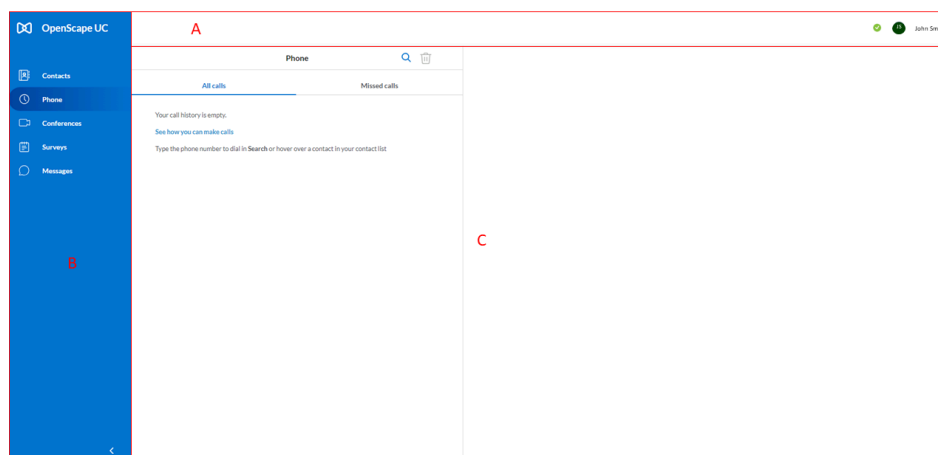 OpenScape UC
A
John Sm
Phone
Contacts
All calls
Missed calls
Phone
Your call history is empty.
Conferences
See how you can make calls
Surveys
Type the phone number to dial in Search or hover over a contact in your contact list
Messages
C
B